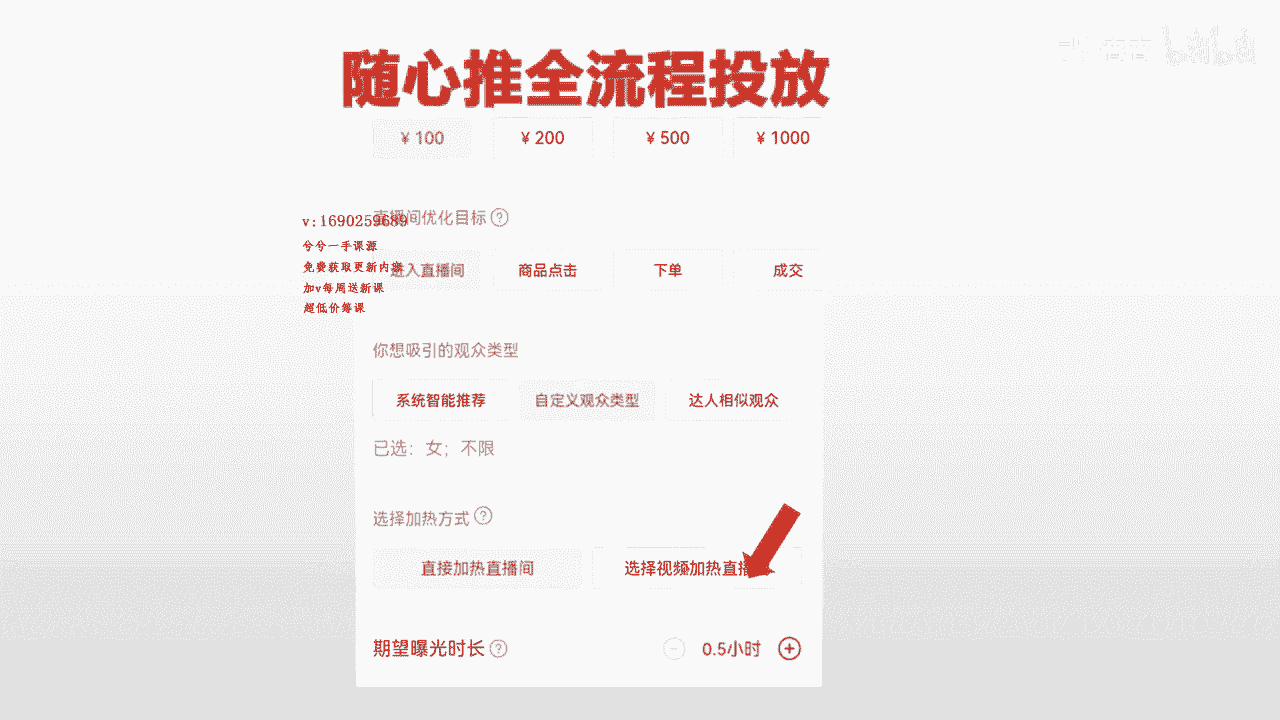 随心推全流程投放
¥ 100 ¥ 200 ¥ 500 ¥ 1000
直播间优化目标 ?
v:1690259689
兮兮一手课源
免费获取更新内容
加v每周送新课
超低价筹课
进入直播间 商品点击 下单 成交
你想吸引的观众类型
系统智能推荐 自定义观众类型 达人相似观众
已选：女；不限
选择加热方式 ?
直接加热直播间 选择视频加热直播
期望曝光时长 ? − 0.5小时 +
bilibili